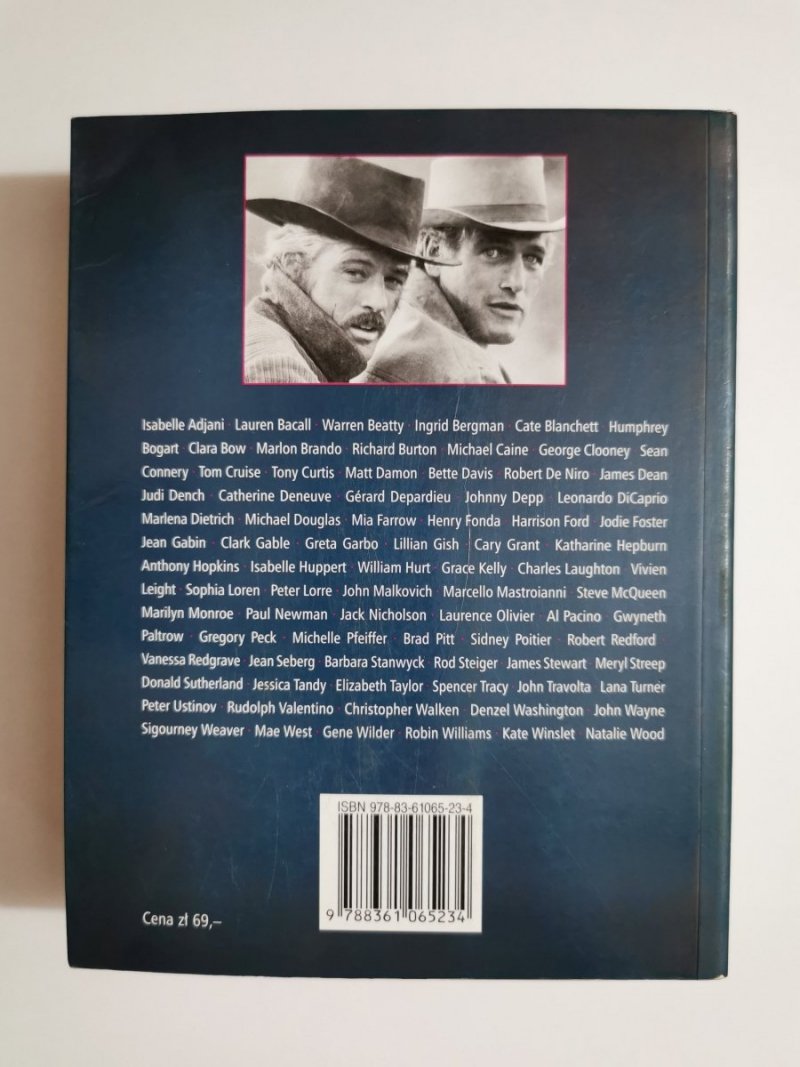 Isabelle Adjani · Lauren Bacall · Warren Beatty · Ingrid Bergman · Cate Blanchett · Humphrey
Bogart · Clara Bow · Marlon Brando · Richard Burton · Michael Caine · George Clooney · Sean
Connery · Tom Cruise · Tony Curtis · Matt Damon · Bette Davis · Robert De Niro · James Dean
Judi Dench · Catherine Deneuve · Gérard Depardieu · Johnny Depp · Leonardo DiCaprio
Marlena Dietrich · Michael Douglas · Mia Farrow · Henry Fonda · Harrison Ford · Jodie Foster
Jean Gabin · Clark Gable · Greta Garbo · Lillian Gish · Cary Grant · Katharine Hepburn
Anthony Hopkins · Isabelle Huppert · William Hurt · Grace Kelly · Charles Laughton · Vivien
Leight · Sophia Loren · Peter Lorre · John Malkovich · Marcello Mastroianni · Steve McQueen
Marilyn Monroe · Paul Newman · Jack Nicholson · Laurence Olivier · Al Pacino · Gwyneth
Paltrow · Gregory Peck · Michelle Pfeiffer · Brad Pitt · Sidney Poitier · Robert Redford ·
Vanessa Redgrave · Jean Seberg · Barbara Stanwyck · Rod Steiger · James Stewart · Meryl Streep
Donald Sutherland · Jessica Tandy · Elizabeth Taylor · Spencer Tracy · John Travolta · Lana Turner
Peter Ustinov · Rudolph Valentino · Christopher Walken · Denzel Washington · John Wayne
Sigourney Weaver · Mae West · Gene Wilder · Robin Williams · Kate Winslet · Natalie Wood
ISBN 978-83-61065-23-4
9 788361 065234
Cena zł 69,–